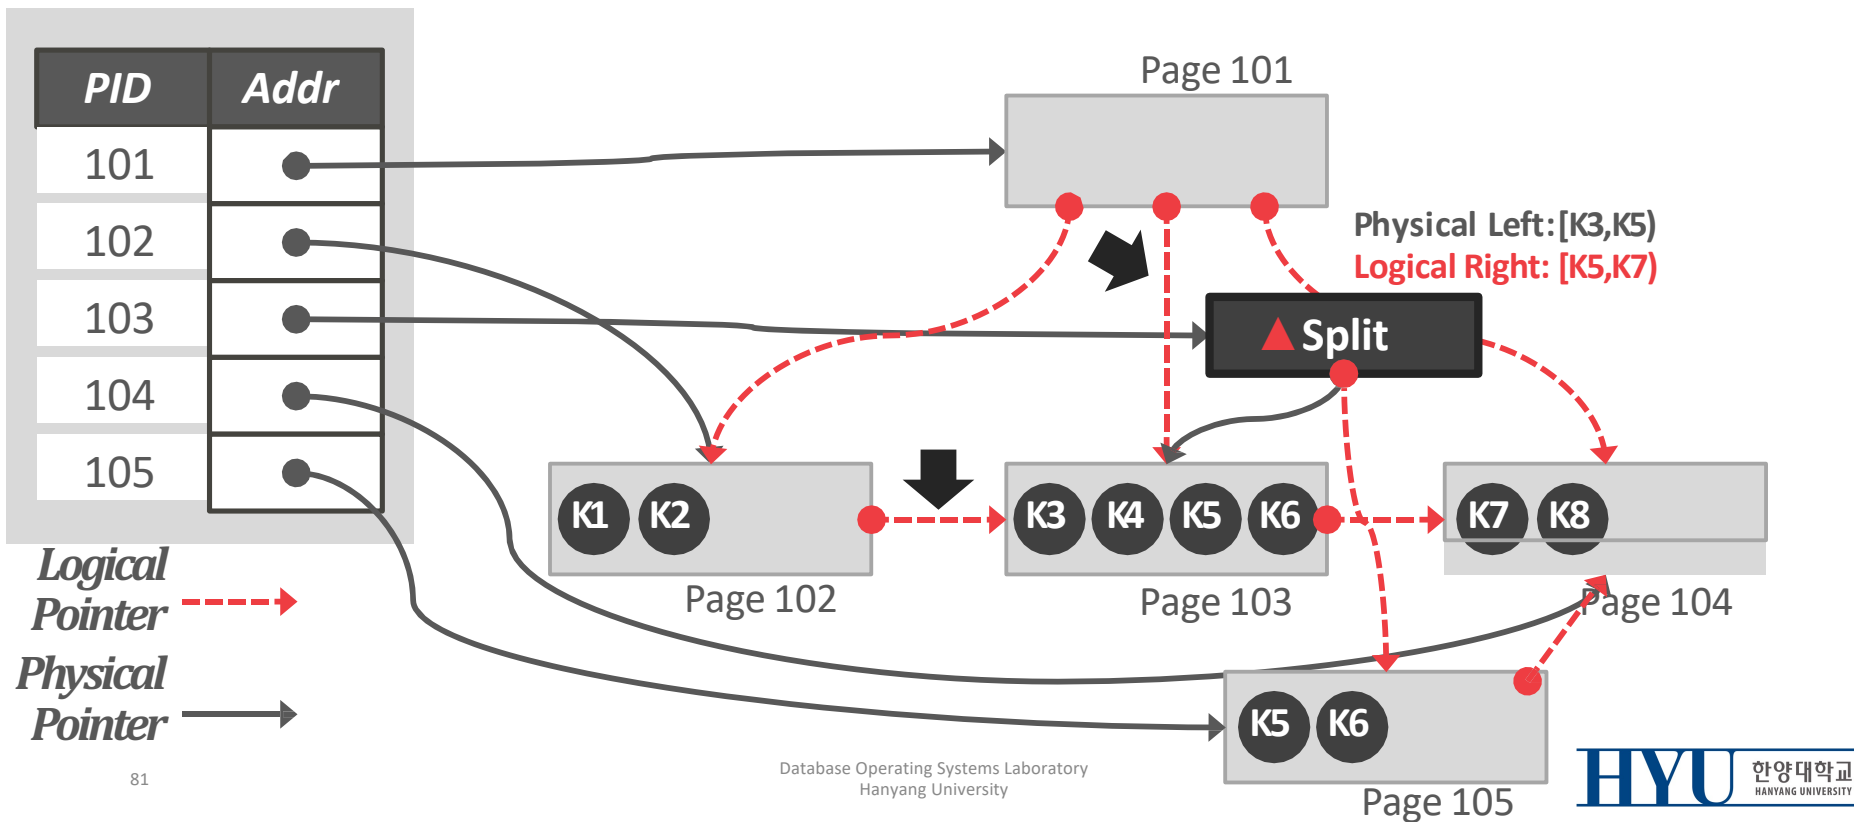 PID Addr
101
102
103
104
105
Logical
Pointer
Physical
Pointer
Page 101
Physical Left:[K3,K5)
Logical Right: [K5,K7)
▲ Split
K1 K2
K3 K4 K5 K6
K7 K8
Page 102
Page 103
Page 104
K5 K6
Page 105
81
Database Operating Systems Laboratory
Hanyang University
HYU
한양대학교
HANYANG UNIVERSITY